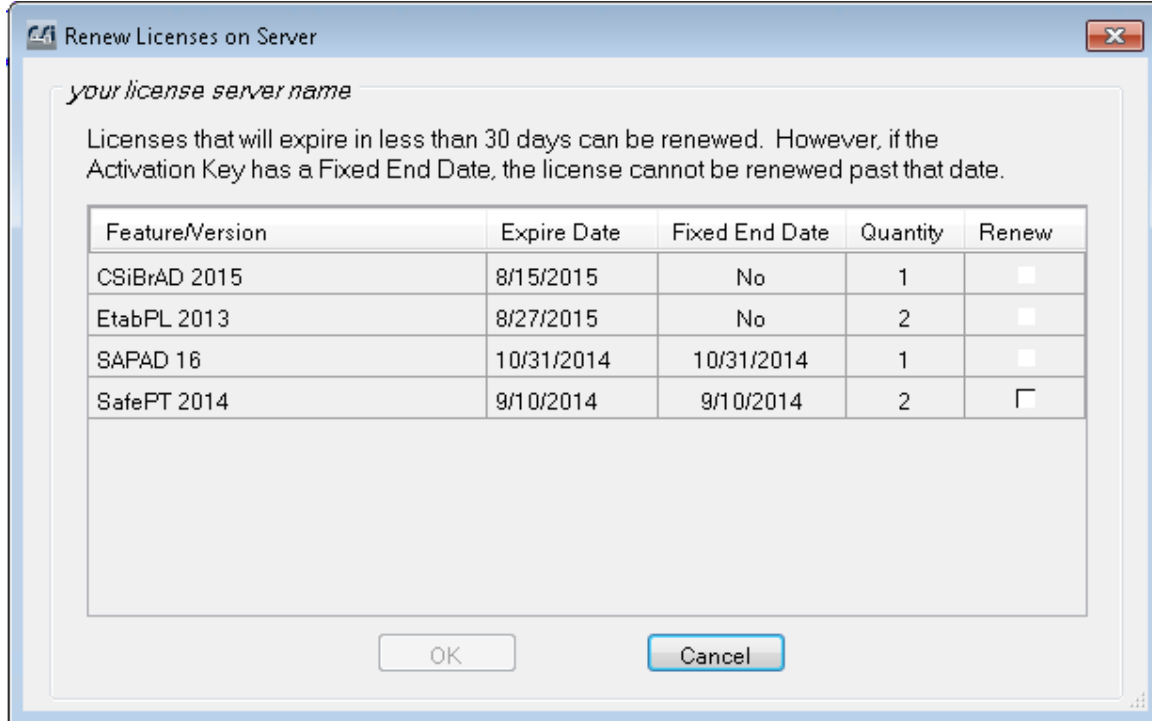 CSi Renew Licenses on Server
your license server name
Licenses that will expire in less than 30 days can be renewed. However, if the
Activation Key has a Fixed End Date, the license cannot be renewed past that date.
Feature/Version Expire Date Fixed End Date Quantity Renew
CSiBrAD 2015 8/15/2015 No 1
EtabPL 2013 8/27/2015 No 2
SAPAD 16 10/31/2014 10/31/2014 1
SafePT 2014 9/10/2014 9/10/2014 2
OK Cancel